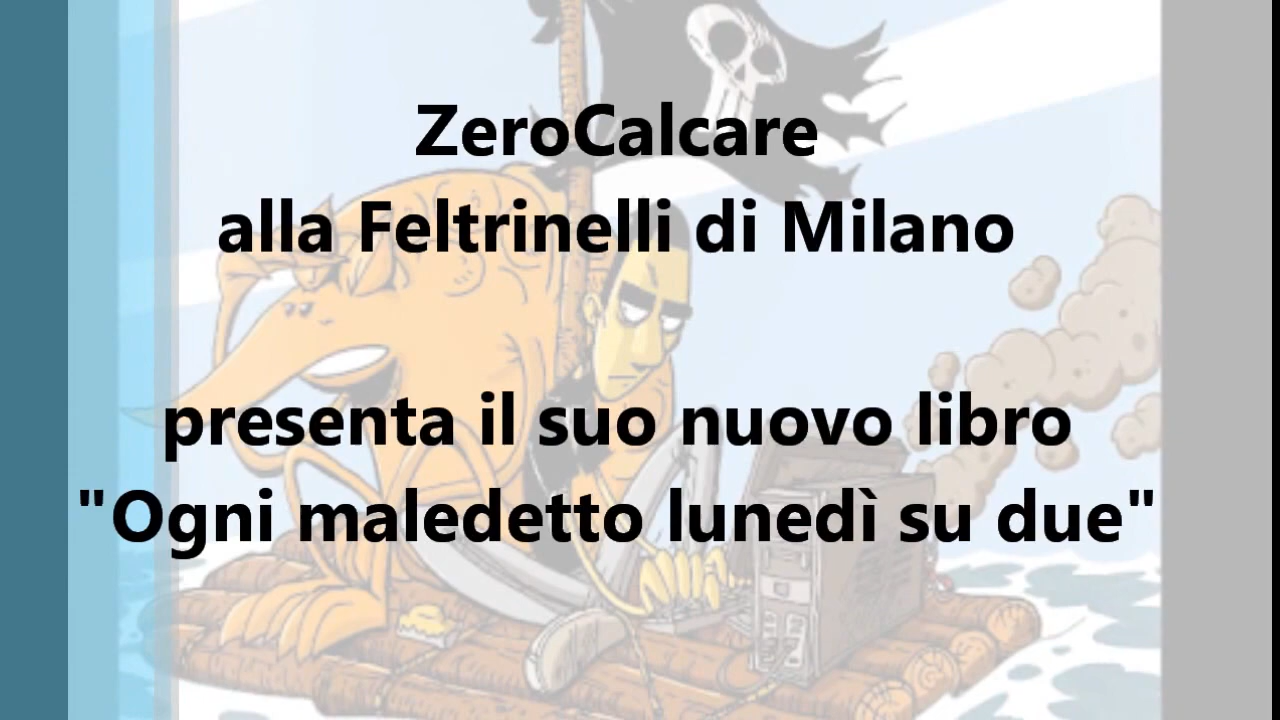 ZeroCalcare
alla Feltrinelli di Milano
presenta il suo nuovo libro
"Ogni maledetto lunedì su due"